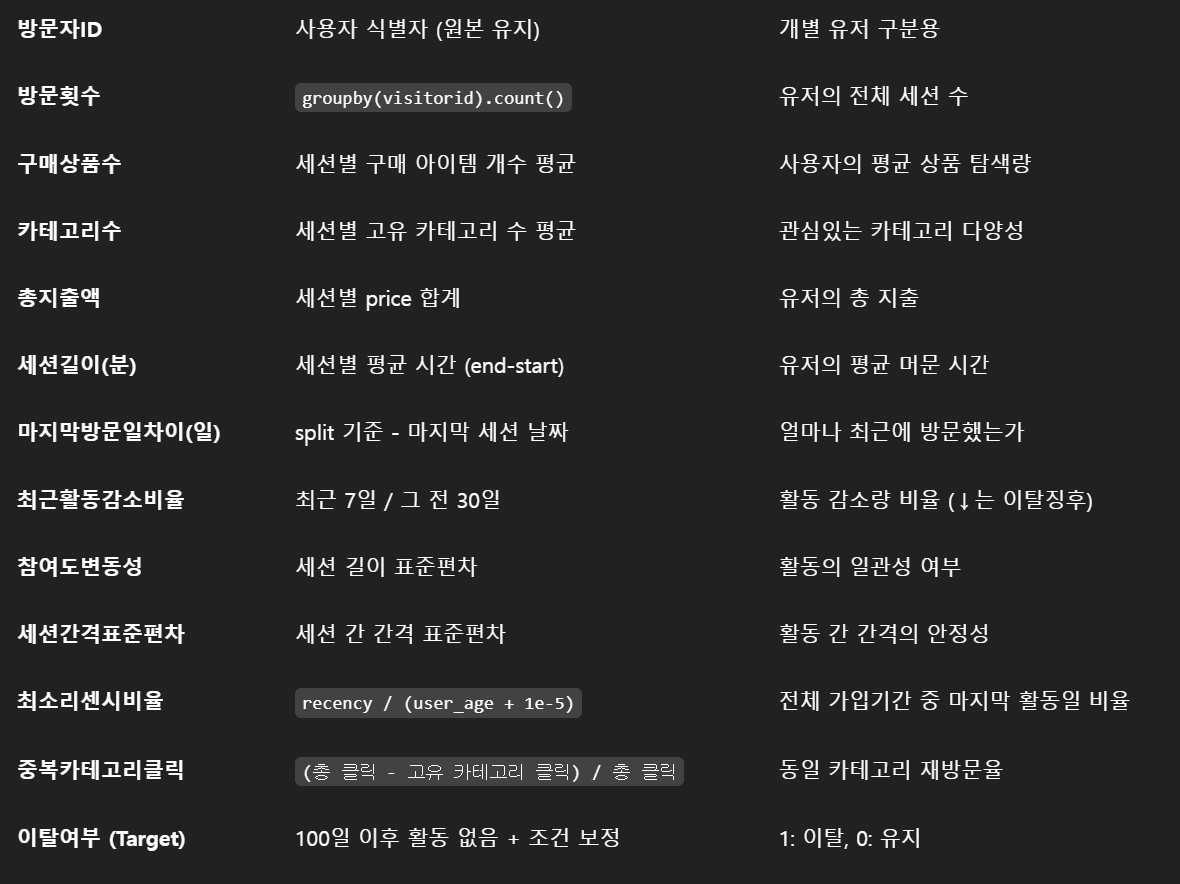 방문자ID 사용자 식별자 (원본 유지) 개별 유저 구분용
방문횟수 groupby(visitorid).count() 유저의 전체 세션 수
구매상품수 세션별 구매 아이템 개수 평균 사용자의 평균 상품 탐색량
카테고리수 세션별 고유 카테고리 수 평균 관심있는 카테고리 다양성
총지출액 세션별 price 합계 유저의 총 지출
세션길이(분) 세션별 평균 시간 (end-start) 유저의 평균 머문 시간
마지막방문일차이(일) split 기준 - 마지막 세션 날짜 얼마나 최근에 방문했는가
최근활동감소비율 최근 7일 / 그 전 30일 활동 감소량 비율 (↓는 이탈징후)
참여도변동성 세션 길이 표준편차 활동의 일관성 여부
세션간격표준편차 세션 간 간격 표준편차 활동 간 간격의 안정성
최소리센시비율 recency / (user_age + 1e-5) 전체 가입기간 중 마지막 활동일 비율
중복카테고리클릭 (총 클릭 - 고유 카테고리 클릭) / 총 클릭 동일 카테고리 재방문율
이탈여부 (Target) 100일 이후 활동 없음 + 조건 보정 1: 이탈, 0: 유지